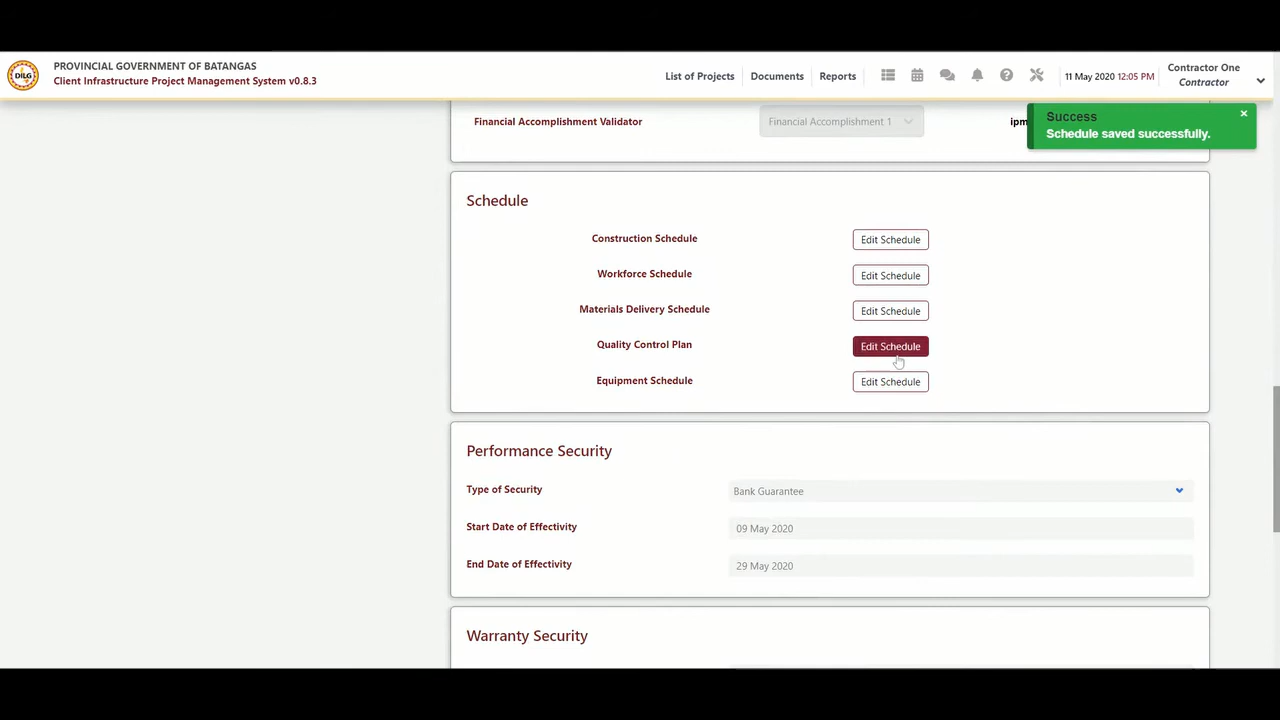 DILG
PROVINCIAL GOVERNMENT OF BATANGAS
Client Infrastructure Project Management System v0.8.3
List of Projects
Documents
Reports
11 May 2020 12:05 PM
Contractor One
Contractor
Success
Schedule saved successfully.
×
Financial Accomplishment Validator
Financial Accomplishment 1
ipm
Schedule
Construction Schedule
Edit Schedule
Workforce Schedule
Edit Schedule
Materials Delivery Schedule
Edit Schedule
Quality Control Plan
Edit Schedule
Equipment Schedule
Edit Schedule
Performance Security
Type of Security
Bank Guarantee
Start Date of Effectivity
09 May 2020
End Date of Effectivity
29 May 2020
Warranty Security